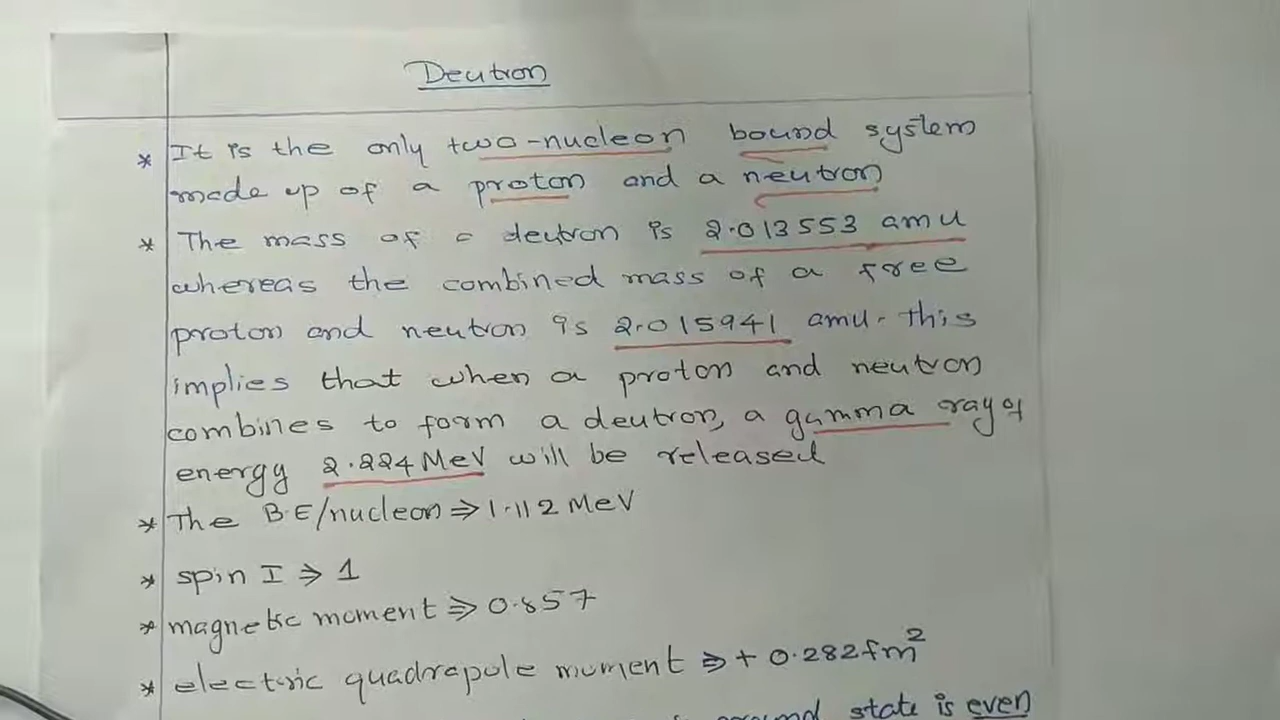 Deutron
* It is the only two-nucleon bound system
made up of a proton and a neutron
* The mass of a deutron is 2.013553 amu
whereas the combined mass of a free
proton and neutron is 2.015941 amu. This
implies that when a proton and neutron
combines to form a deutron, a gamma ray of
energy 2.224 MeV will be released
* The B.E/nucleon ⇒ 1.112 MeV
* spin I ⇒ 1
* magnetic moment ⇒ 0.857
* electric quadrapole moment ⇒ + 0.282 fm²
ground state is even